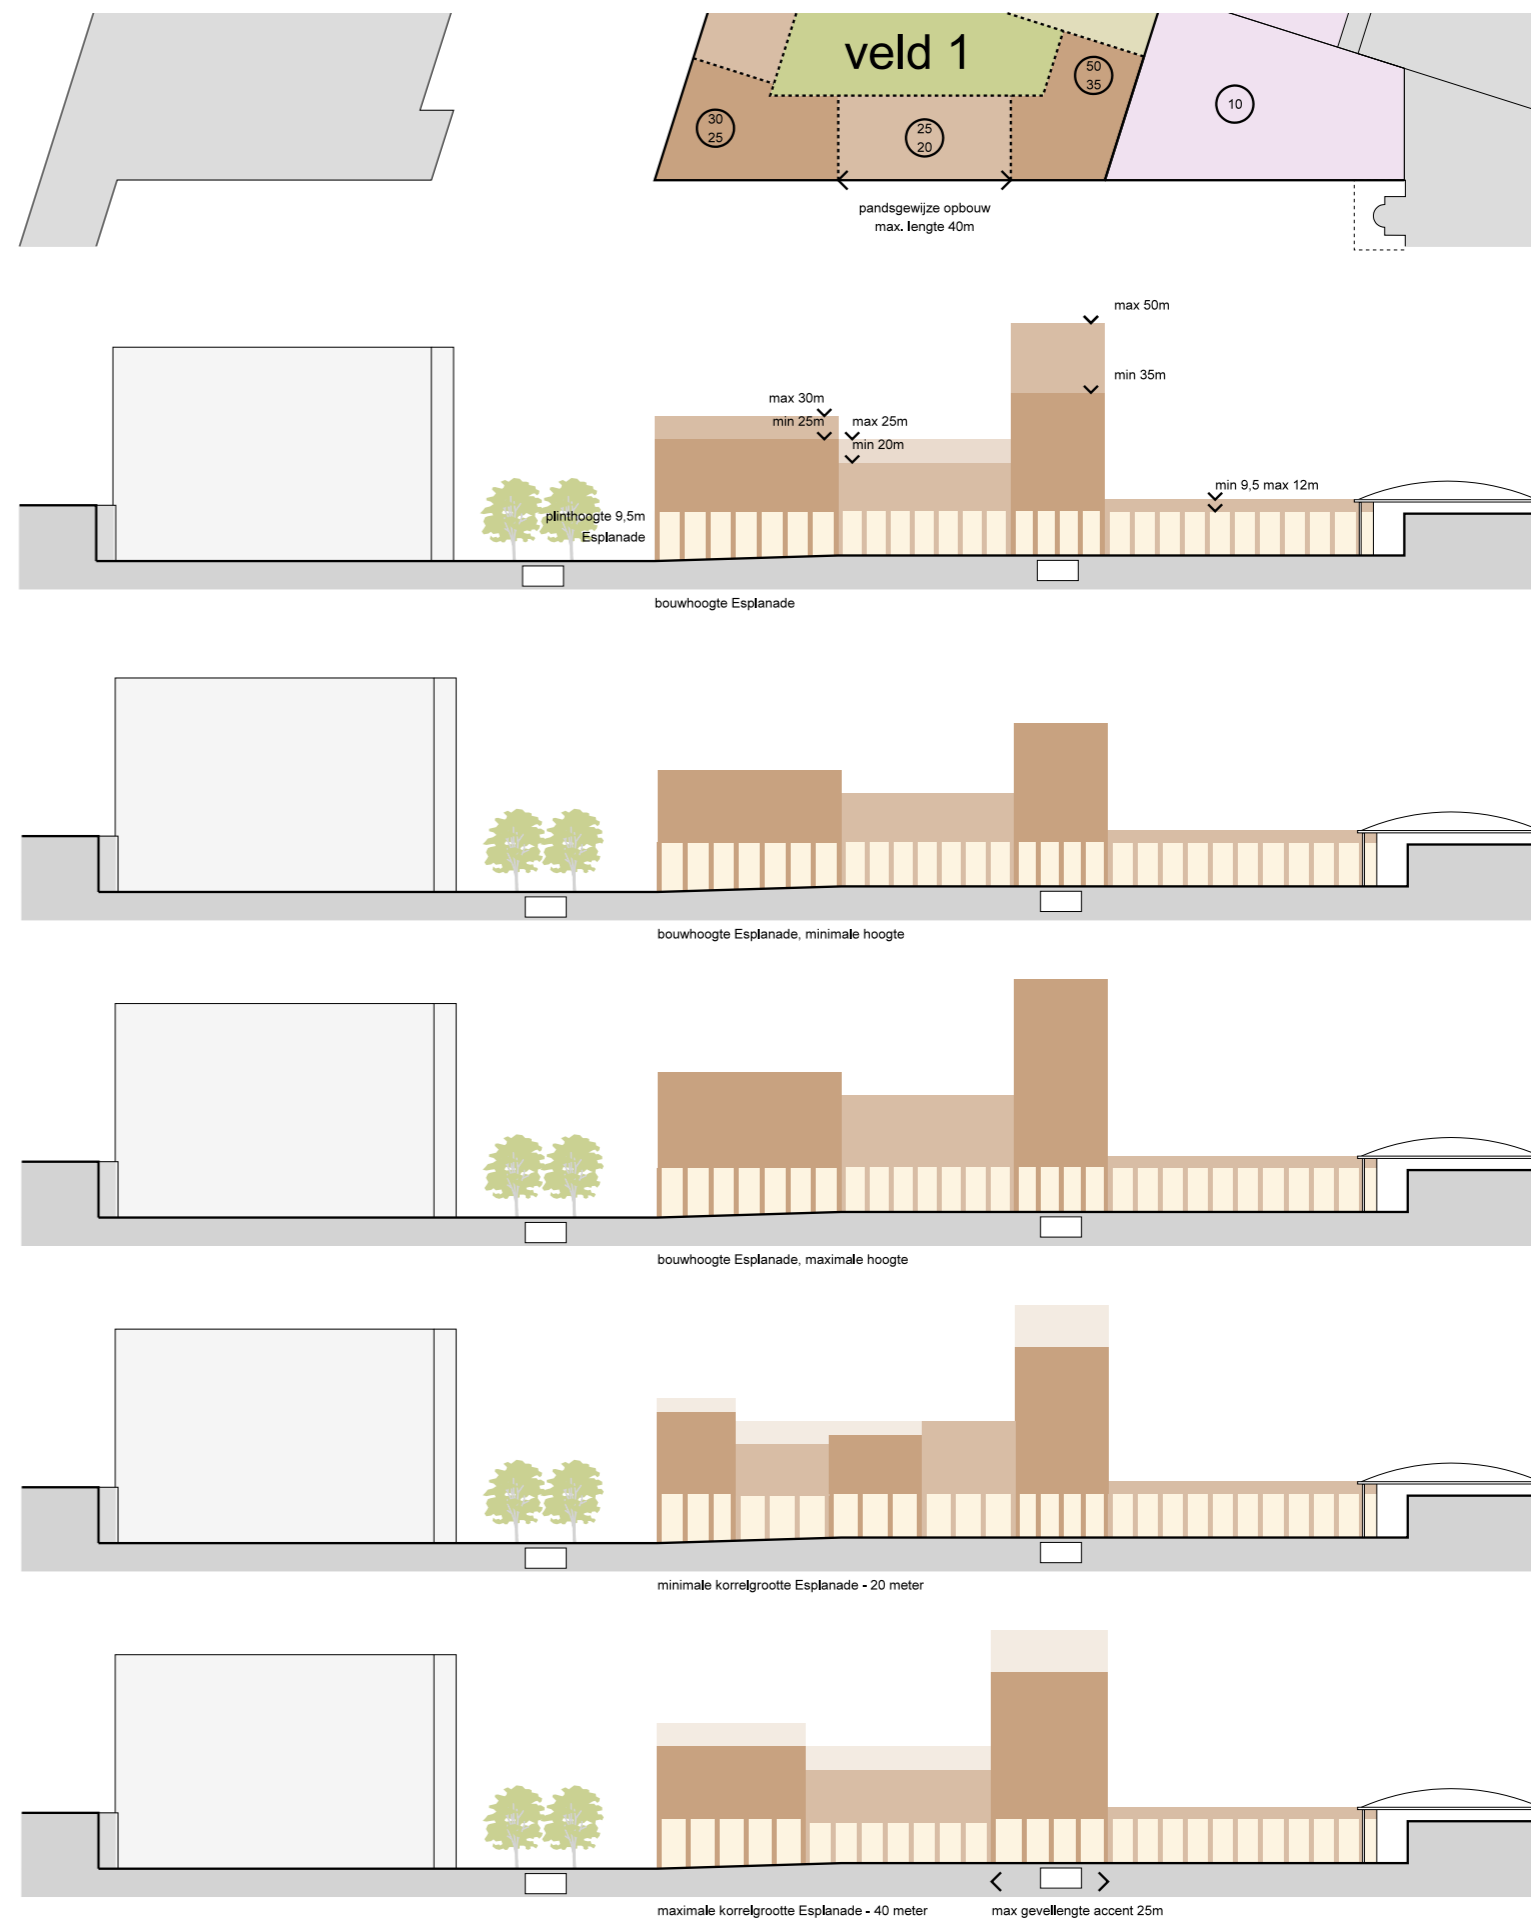 veld 1
50
35
10
30
25
25
20
pandsgewijze opbouw
max. lengte 40m
max 50m
min 35m
max 30m
min 25m
max 25m
min 20m
min 9,5 max 12m
plinthoogte 9,5m
Esplanade
bouwhoogte Esplanade
bouwhoogte Esplanade, minimale hoogte
bouwhoogte Esplanade, maximale hoogte
minimale korrelgrootte Esplanade - 20 meter
maximale korrelgrootte Esplanade - 40 meter
max gevellengte accent 25m